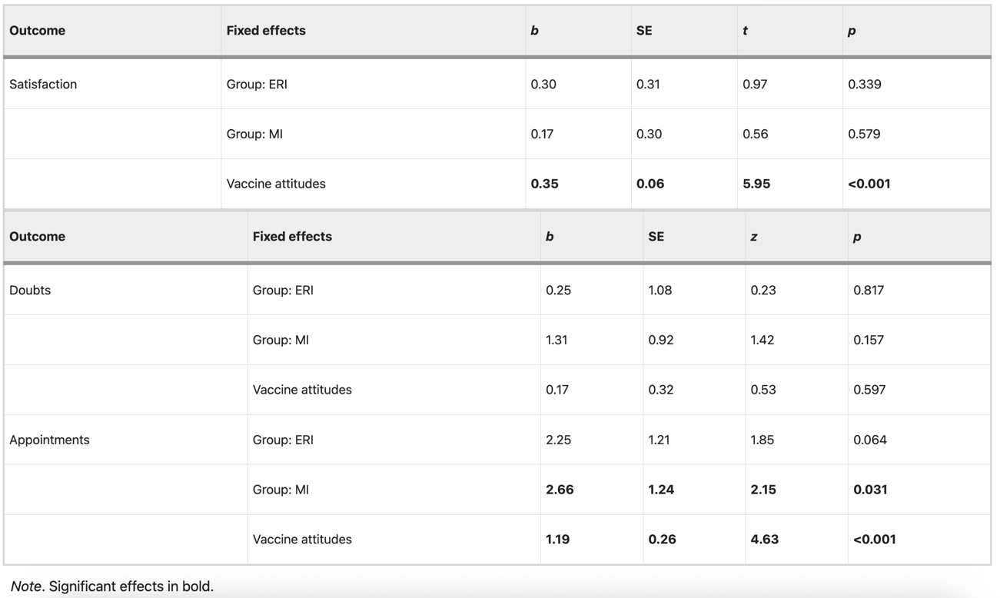 Outcome Fixed effects b SE t p
Satisfaction Group: ERI 0.30 0.31 0.97 0.339
Group: MI 0.17 0.30 0.56 0.579
Vaccine attitudes 0.35 0.06 5.95 <0.001
Outcome Fixed effects b SE z p
Doubts Group: ERI 0.25 1.08 0.23 0.817
Group: MI 1.31 0.92 1.42 0.157
Vaccine attitudes 0.17 0.32 0.53 0.597
Appointments Group: ERI 2.25 1.21 1.85 0.064
Group: MI 2.66 1.24 2.15 0.031
Vaccine attitudes 1.19 0.26 4.63 <0.001
Note. Significant effects in bold.